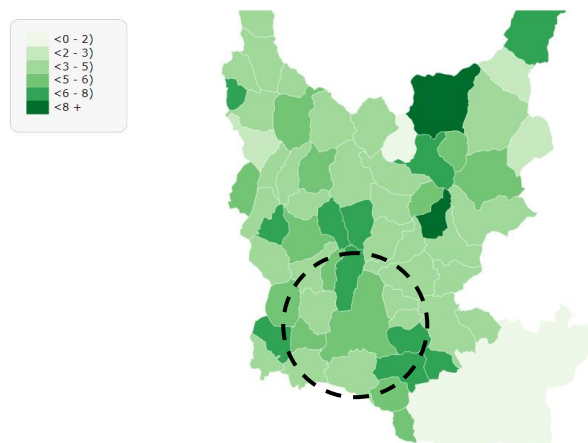 <0 - 2)
<2 - 3)
<3 - 5)
<5 - 6)
<6 - 8)
<8 +